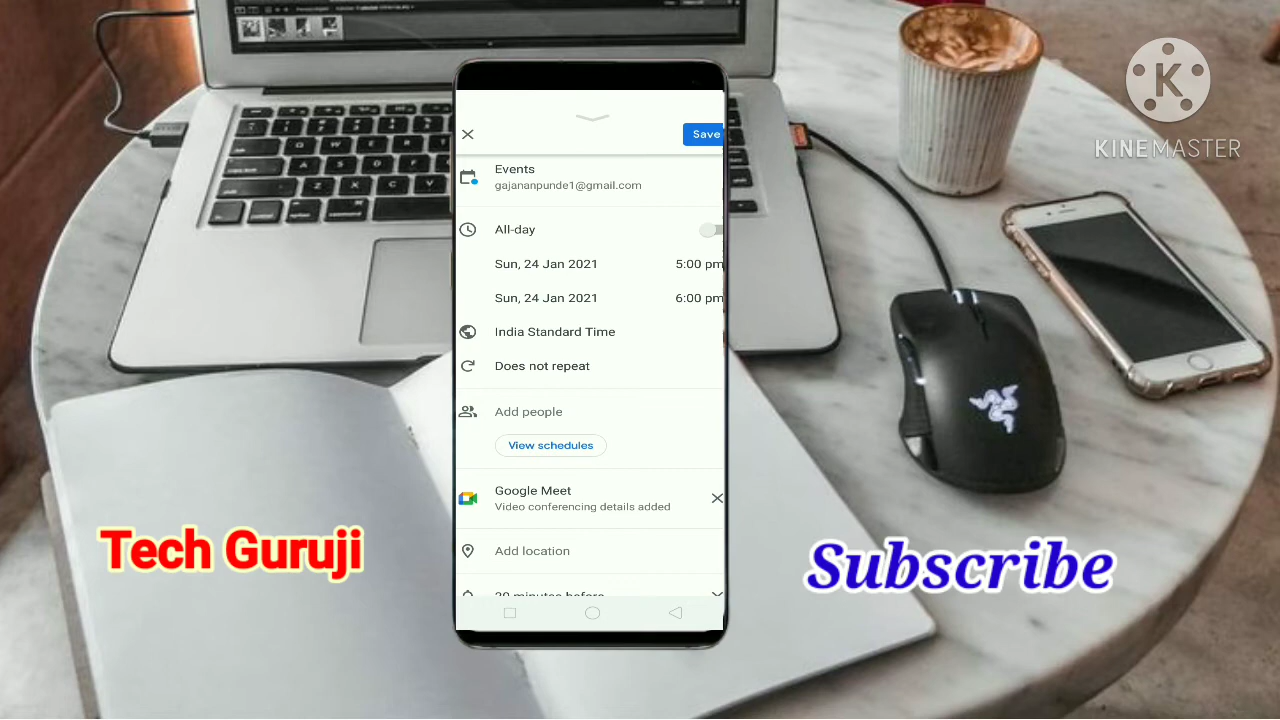 KINEMASTER
Save
Events
gajananpunde1@gmail.com
All-day
Sun, 24 Jan 2021 5:00 pm
Sun, 24 Jan 2021 6:00 pm
India Standard Time
Does not repeat
Add people
View schedules
Google Meet
Video conferencing details added
Add location
30 minutes before
Tech Guruji
Subscribe